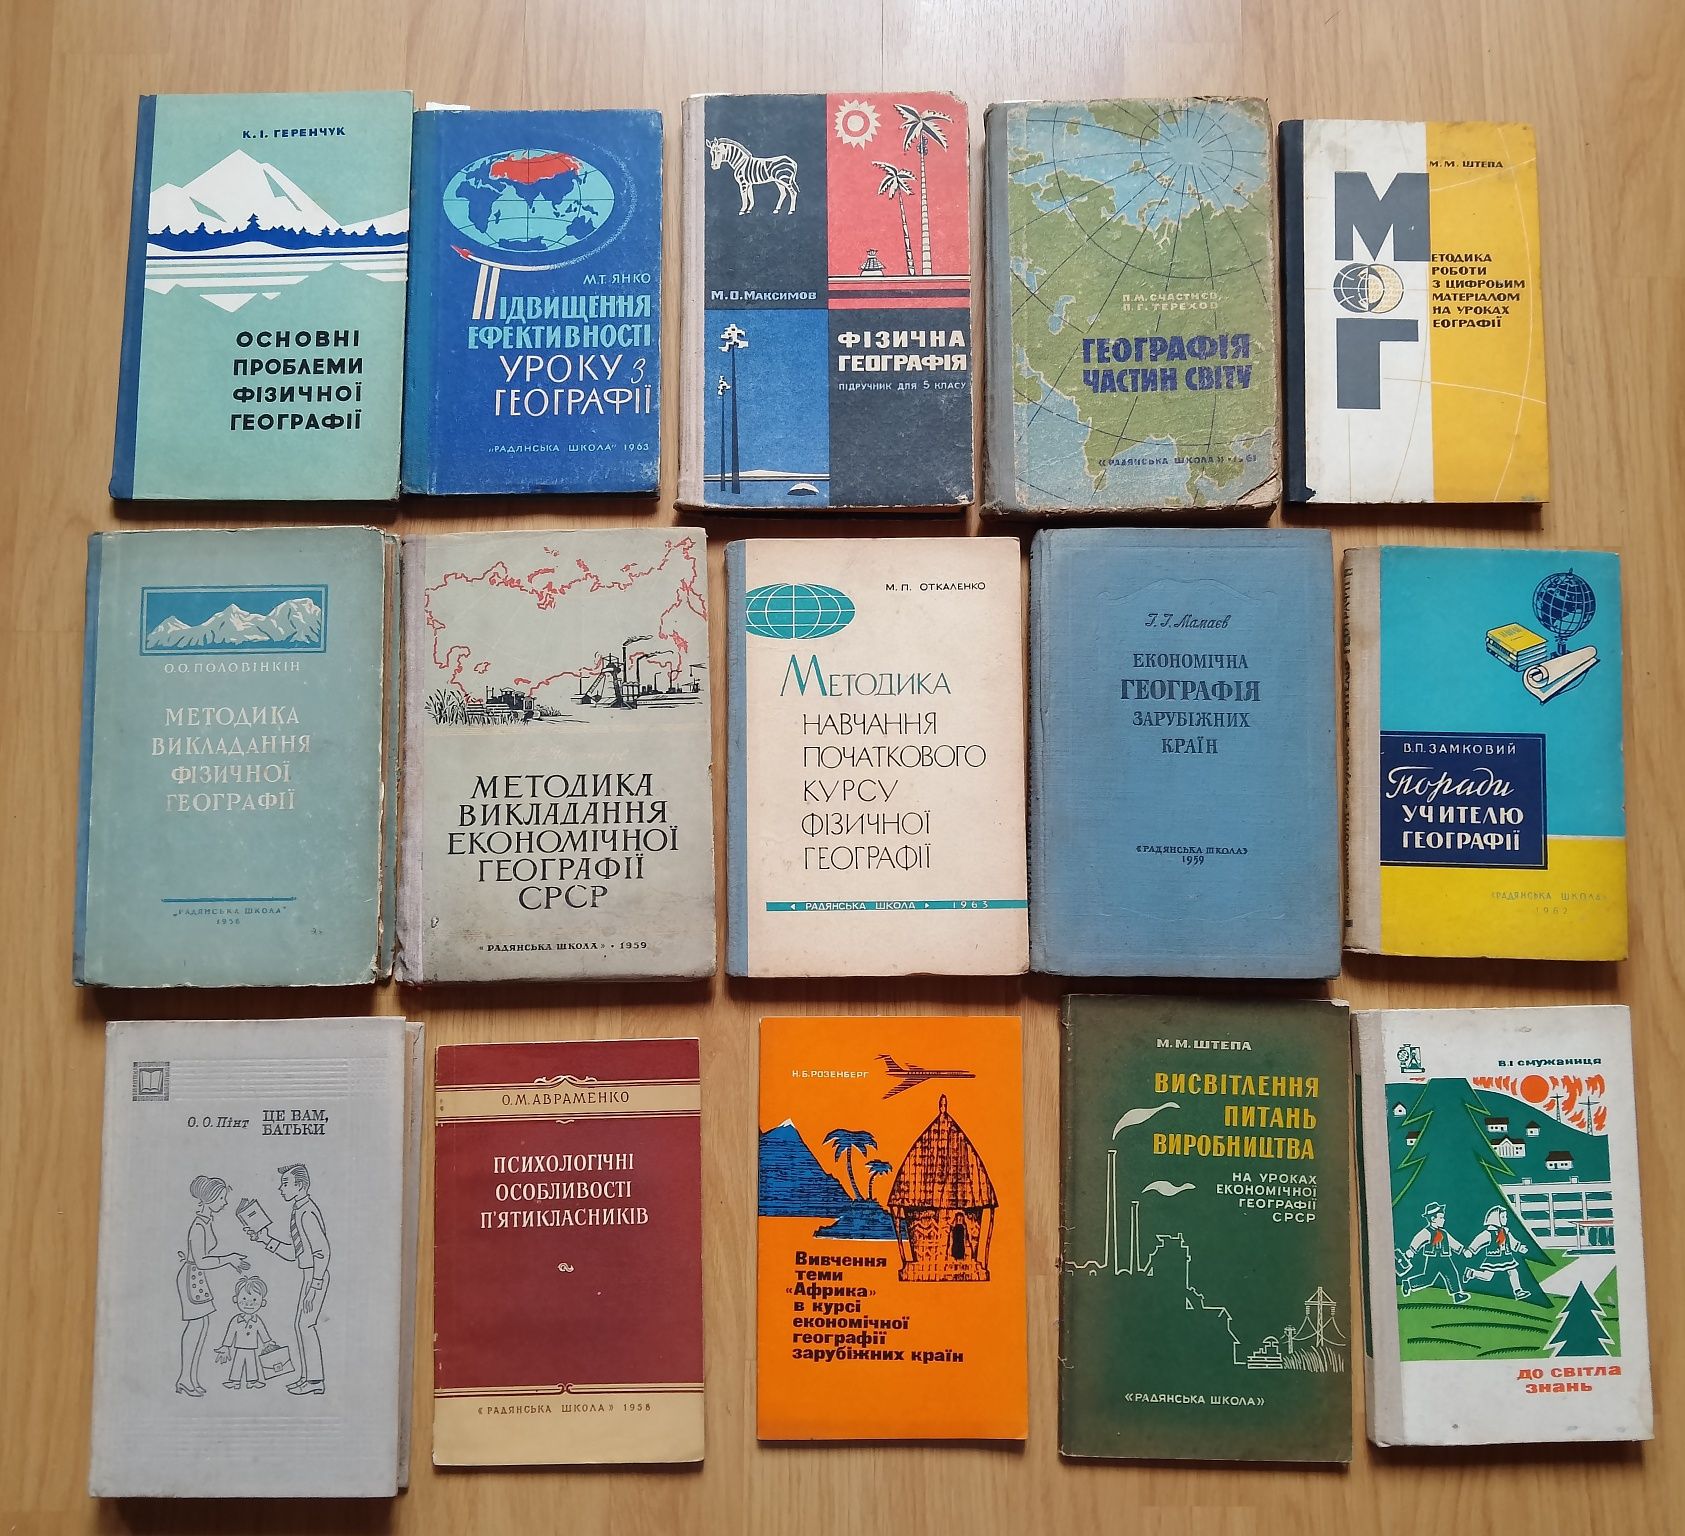 К. І. ГЕРЕНЧУК
ОСНОВНІ
ПРОБЛЕМИ
ФІЗИЧНОЇ
ГЕОГРАФІЇ
М. Т. ЯНКО
ПІДВИЩЕННЯ
ЕФЕКТИВНОСТІ
УРОКУ З
ГЕОГРАФІЇ
„РАДЯНСЬКА ШКОЛА" 1963
М. О. Максимов
ФІЗИЧНА
ГЕОГРАФІЯ
ПІДРУЧНИК ДЛЯ 5 КЛАСУ
П. М. СЧАСТНЄВ,
П. Г. ТЕРЕХОВ
ГЕОГРАФІЯ
ЧАСТИН СВІТУ
«РАДЯНСЬКА ШКОЛА» · 1961
М. М. ШТЕПА
МЕТОДИКА
РОБОТИ
З ЦИФРОВИМ
МАТЕРІАЛОМ
НА УРОКАХ
ГЕОГРАФІЇ
О. О. ПОЛОВІНКІН
МЕТОДИКА
ВИКЛАДАННЯ
ФІЗИЧНОЇ
ГЕОГРАФІЇ
„РАДЯНСЬКА ШКОЛА"
1958
МЕТОДИКА
ВИКЛАДАННЯ
ЕКОНОМІЧНОЇ
ГЕОГРАФІЇ
СРСР
«РАДЯНСЬКА ШКОЛА» · 1959
М. П. ОТКАЛЕНКО
МЕТОДИКА
НАВЧАННЯ
ПОЧАТКОВОГО
КУРСУ
ФІЗИЧНОЇ
ГЕОГРАФІЇ
РАДЯНСЬКА ШКОЛА 1963
Г. Г. Мамаєв
ЕКОНОМІЧНА
ГЕОГРАФІЯ
ЗАРУБІЖНИХ
КРАЇН
«РАДЯНСЬКА ШКОЛА»
1959
В. П. ЗАМКОВИЙ
Поради
УЧИТЕЛЮ
ГЕОГРАФІЇ
«РАДЯНСЬКА ШКОЛА»
1962
О. О. Пінт
ЦЕ ВАМ,
БАТЬКИ
О. М. АВРАМЕНКО
ПСИХОЛОГІЧНІ
ОСОБЛИВОСТІ
П'ЯТИКЛАСНИКІВ
«РАДЯНСЬКА ШКОЛА» 1958
Н. Б. РОЗЕНБЕРГ
Вивчення
теми
«Африка»
в курсі
економічної
географії
зарубіжних країн
М. М. ШТЕПА
ВИСВІТЛЕННЯ
ПИТАНЬ
ВИРОБНИЦТВА
НА УРОКАХ
ЕКОНОМІЧНОЇ
ГЕОГРАФІЇ
СРСР
«РАДЯНСЬКА ШКОЛА»
В. І СМУЖАНИЦЯ
ДО СВІТЛА
ЗНАНЬ